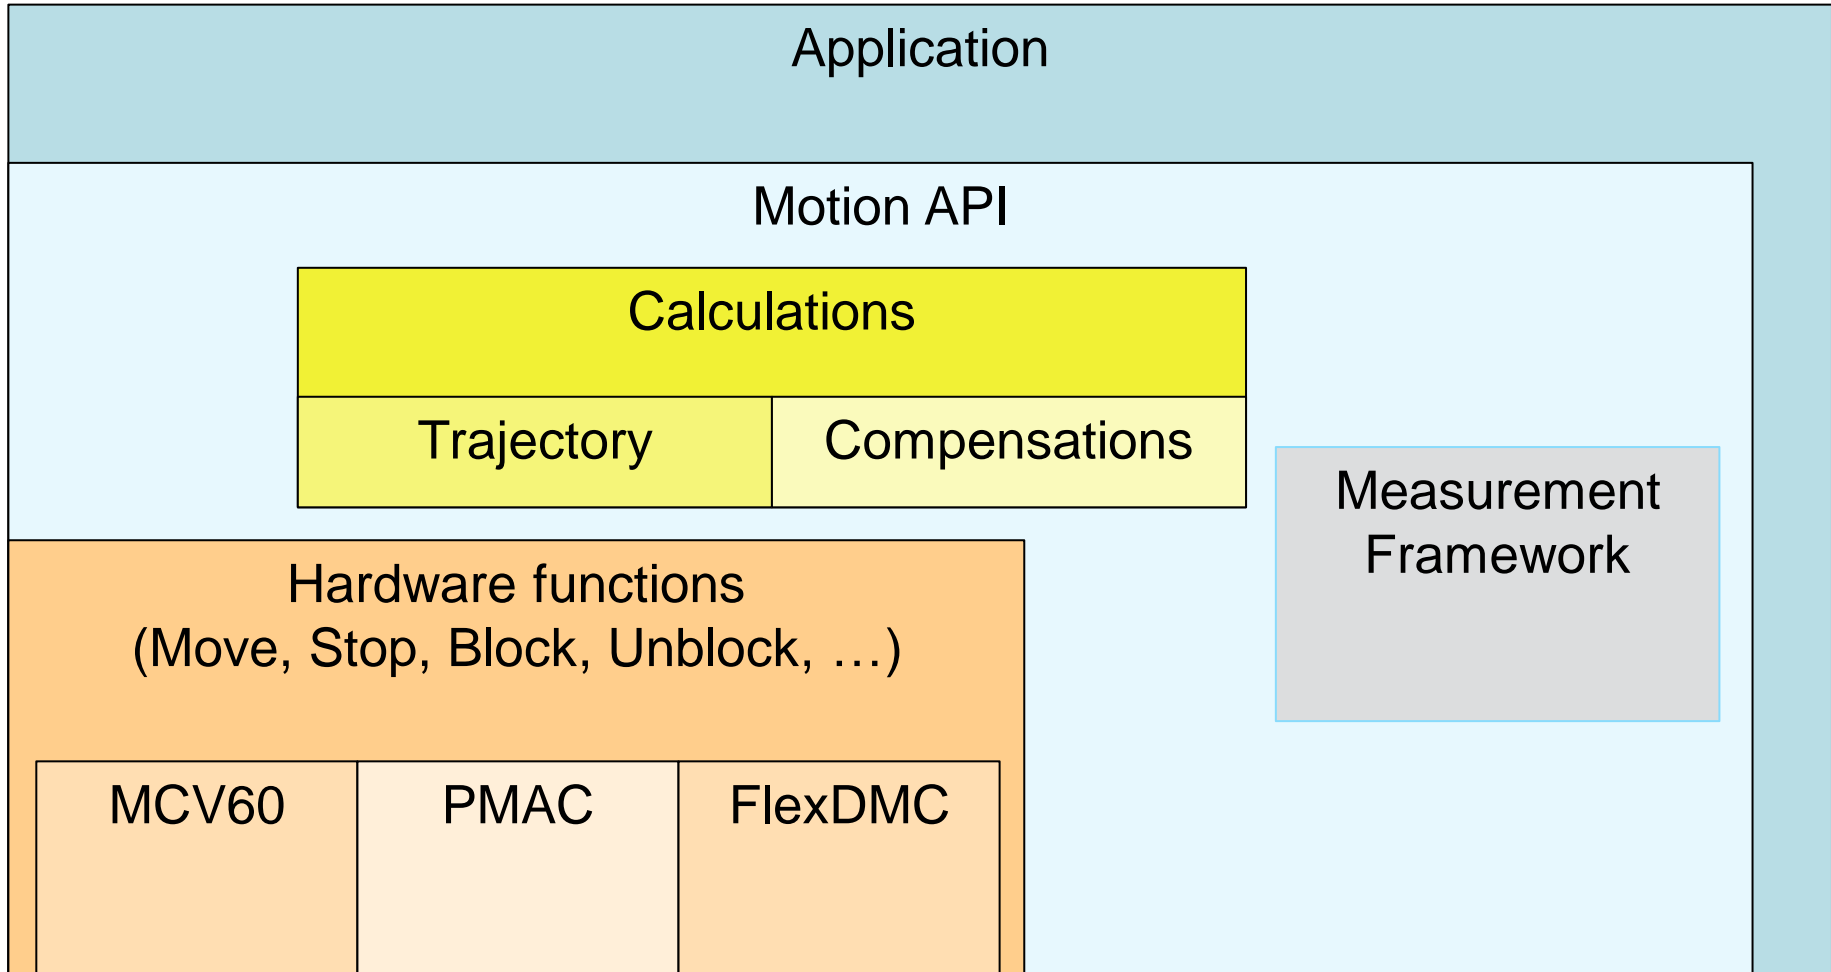 Application
Motion API
Calculations
Trajectory
Compensations
Measurement
Framework
Hardware functions
(Move, Stop, Block, Unblock, …)
MCV60
PMAC
FlexDMC